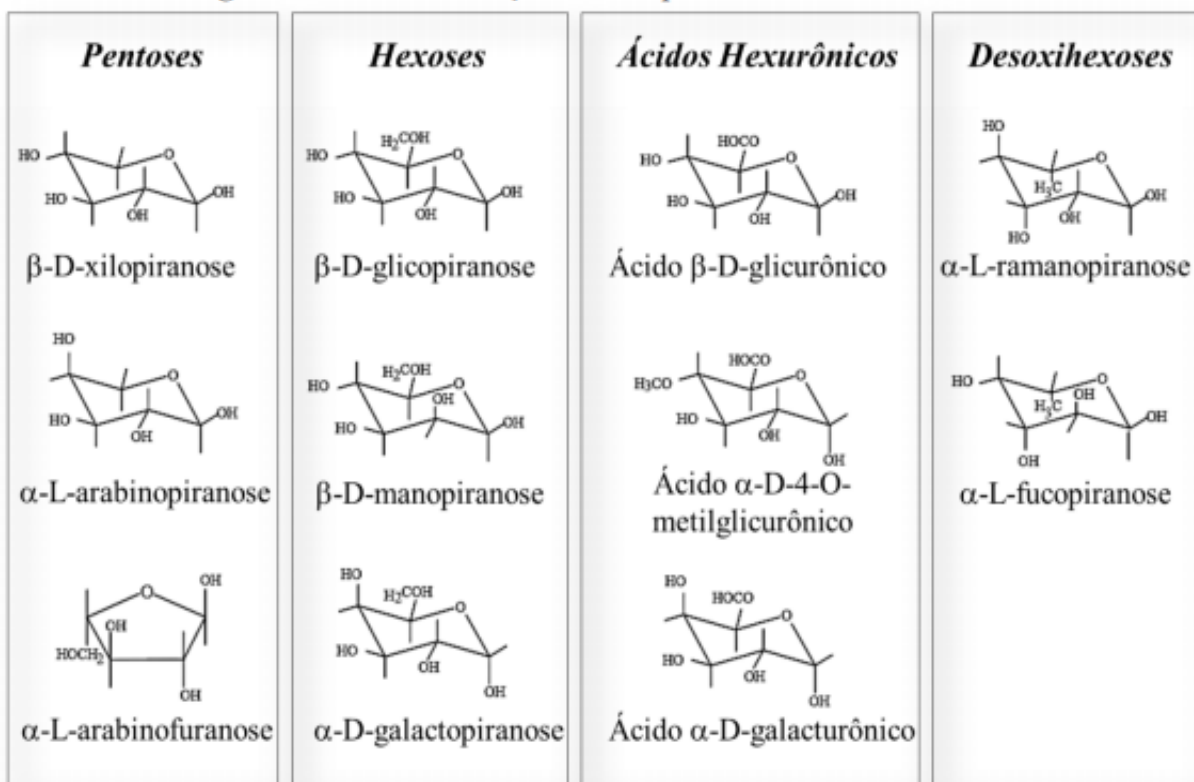 Pentoses
HO
O
HO
OH
OH
β-D-xilopiranose
HO
O
HO
OH
OH
α-L-arabinopiranose
O
OH
OH
HOCH2
OH
α-L-arabinofuranose
Hexoses
H2COH
HO
O
HO
OH
OH
β-D-glicopiranose
H2COH
HO
O
OH
HO
OH
β-D-manopiranose
HO
H2COH
O
HO
OH
OH
α-D-galactopiranose
Ácidos Hexurônicos
HOCO
HO
O
HO
OH
OH
Ácido β-D-glicurônico
HOCO
H3CO
O
HO
OH
OH
Ácido α-D-4-O-
metilglicurônico
HO
HOCO
O
HO
OH
OH
Ácido α-D-galacturônico
Desoxihexoses
HO
O
H3C
OH
OH
HO
α-L-ramanopiranose
HO
O
H3C
OH
OH
OH
α-L-fucopiranose